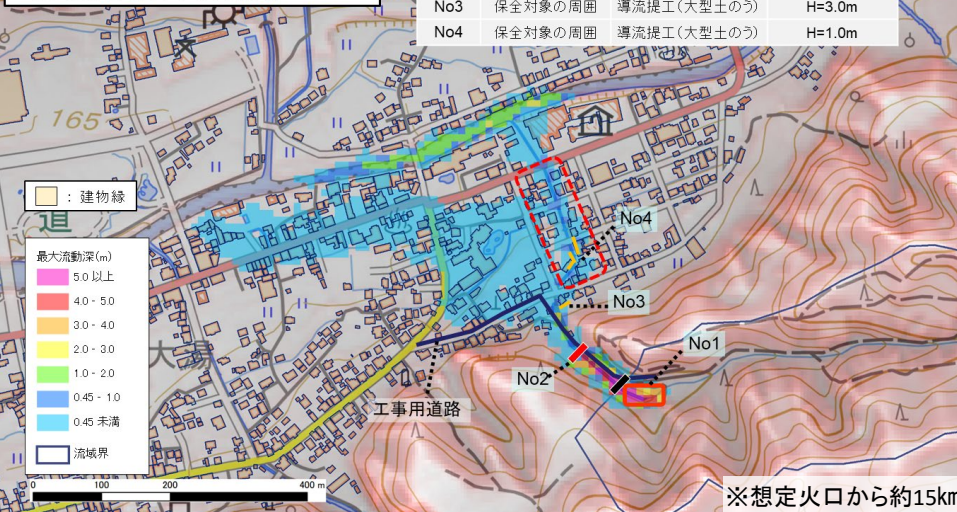 No3 保全対象の周囲 導流提工(大型土のう) H=3.0m
No4 保全対象の周囲 導流提工(大型土のう) H=1.0m
165
:建物縁
道
最大流動深(m)
5.0 以上
4.0 - 5.0
3.0 - 4.0
2.0 - 3.0
1.0 - 2.0
0.45 - 1.0
0.45 未満
流域界
No4
No3
No1
No2
工事用道路
0 100 200 400 m
※想定火口から約15km